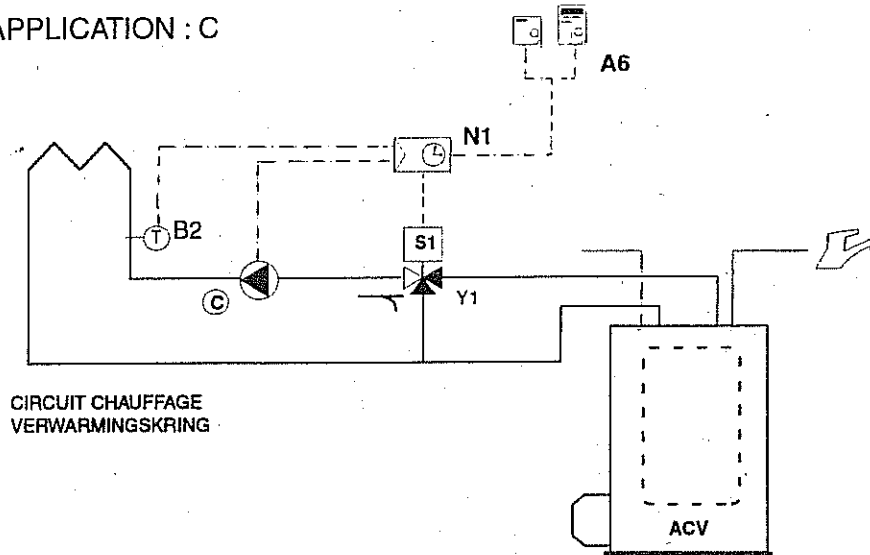 APPLICATION : C
A6
N1
T B2
S1
C
Y1
CIRCUIT CHAUFFAGE
VERWARMINGSKRING
ACV